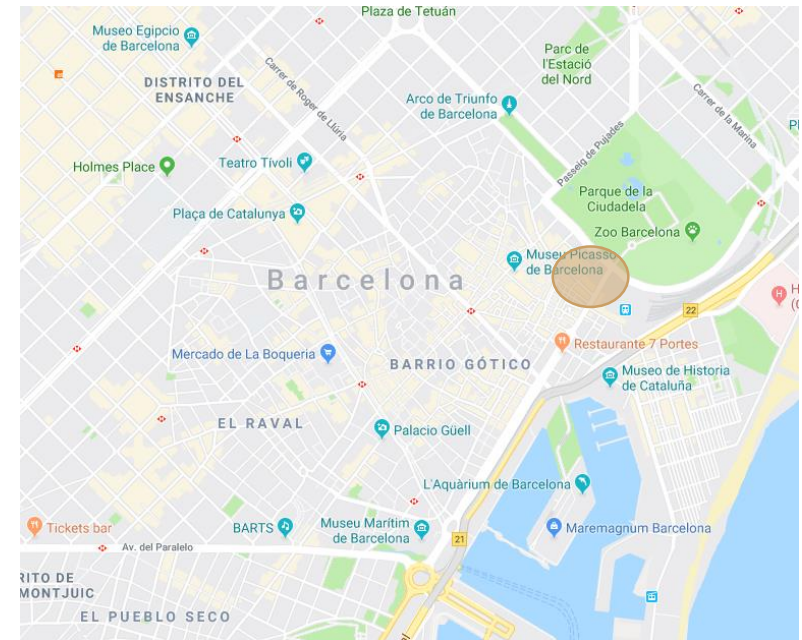 Plaza de Tetuán
Museo Egipcio
de Barcelona
Parc de
l'Estació
del Nord
DISTRITO DEL
ENSANCHE
Carrer de Roger de Llúria
Arco de Triunfo
de Barcelona
Carrer de la Marina
Pl
Passeig de Pujades
Holmes Place
Teatro Tívoli
Parque de la
Ciudadela
Plaça de Catalunya
Zoo Barcelona
Museu Picasso
de Barcelona
Barcelona
H
H
(C
22
Restaurante 7 Portes
Mercado de La Boqueria
BARRIO GÓTICO
Museo de Historia
de Cataluña
EL RAVAL
Palacio Güell
L'Aquàrium de Barcelona
Tickets bar
BARTS
Museu Marítim
de Barcelona
Maremagnum Barcelona
21
Av. del Paralelo
RITO DE
MONTJUIC
EL PUEBLO SECO